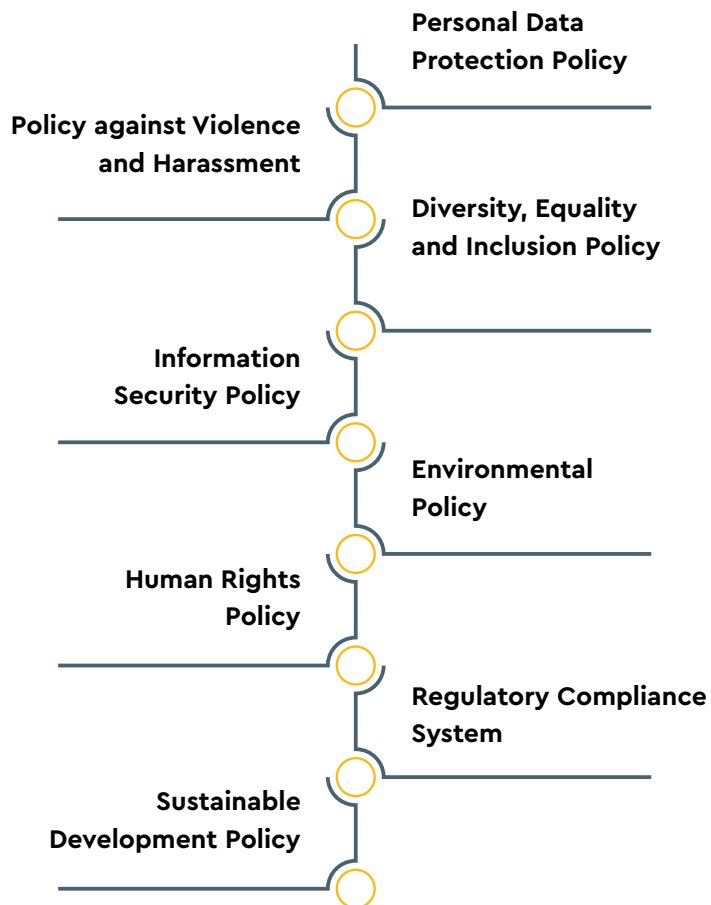 Personal Data
Protection Policy
Policy against Violence
and Harassment
Diversity, Equality
and Inclusion Policy
Information
Security Policy
Environmental
Policy
Human Rights
Policy
Regulatory Compliance
System
Sustainable
Development Policy